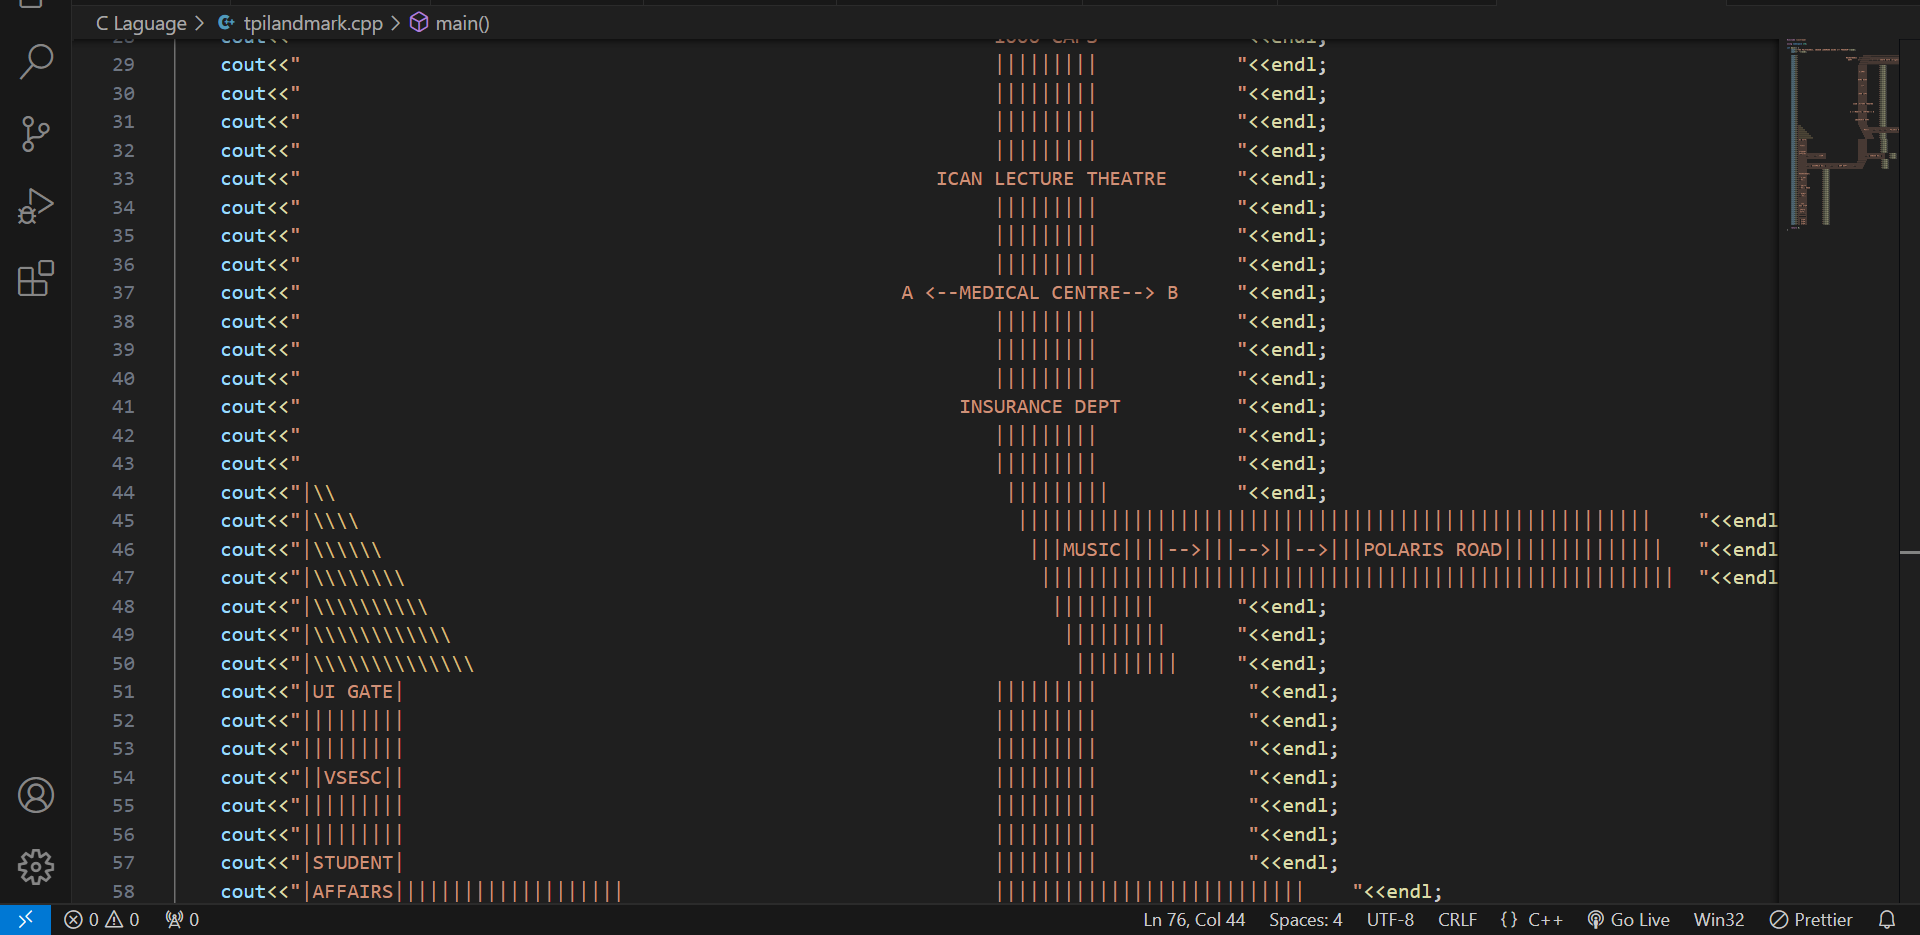 C Laguage > tpilandmark.cpp > main()
28 cout<<" 1000 CAPS "<<endl;
29 cout<<" ||||||||| "<<endl;
30 cout<<" ||||||||| "<<endl;
31 cout<<" ||||||||| "<<endl;
32 cout<<" ||||||||| "<<endl;
33 cout<<" ICAN LECTURE THEATRE "<<endl;
34 cout<<" ||||||||| "<<endl;
35 cout<<" ||||||||| "<<endl;
36 cout<<" ||||||||| "<<endl;
37 cout<<" A <--MEDICAL CENTRE--> B "<<endl;
38 cout<<" ||||||||| "<<endl;
39 cout<<" ||||||||| "<<endl;
40 cout<<" ||||||||| "<<endl;
41 cout<<" INSURANCE DEPT "<<endl;
42 cout<<" ||||||||| "<<endl;
43 cout<<" ||||||||| "<<endl;
44 cout<<"|\\ ||||||||| "<<endl;
45 cout<<"|\\\\ ||||||||||||||||||||||||||||||||||||||||||||||||||||||| "<<endl
46 cout<<"|\\\\\\ |||MUSIC||||-->|||-->||-->|||POLARIS ROAD|||||||||||||| "<<endl
47 cout<<"|\\\\\\\\ ||||||||||||||||||||||||||||||||||||||||||||||||||||||| "<<endl
48 cout<<"|\\\\\\\\\\ ||||||||| "<<endl;
49 cout<<"|\\\\\\\\\\\\ ||||||||| "<<endl;
50 cout<<"|\\\\\\\\\\\\\\ ||||||||| "<<endl;
51 cout<<"|UI GATE| ||||||||| "<<endl;
52 cout<<"||||||||| ||||||||| "<<endl;
53 cout<<"||||||||| ||||||||| "<<endl;
54 cout<<"||VSESC|| ||||||||| "<<endl;
55 cout<<"||||||||| ||||||||| "<<endl;
56 cout<<"||||||||| ||||||||| "<<endl;
57 cout<<"|STUDENT| ||||||||| "<<endl;
58 cout<<"|AFFAIRS|||||||||||||||||||| ||||||||||||||||||||||||||| "<<endl;
0 0 0 Ln 76, Col 44 Spaces: 4 UTF-8 CRLF {} C++ Go Live Win32 Prettier